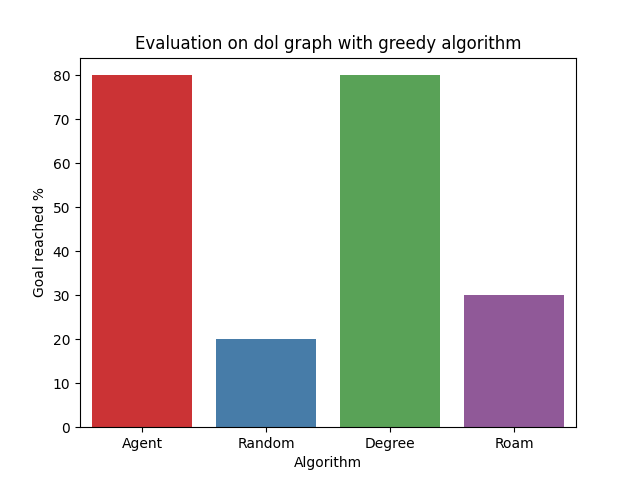 Evaluation on dol graph with greedy algorithm
Goal reached %
80
70
60
50
40
30
20
10
0
Agent Random Degree Roam
Algorithm